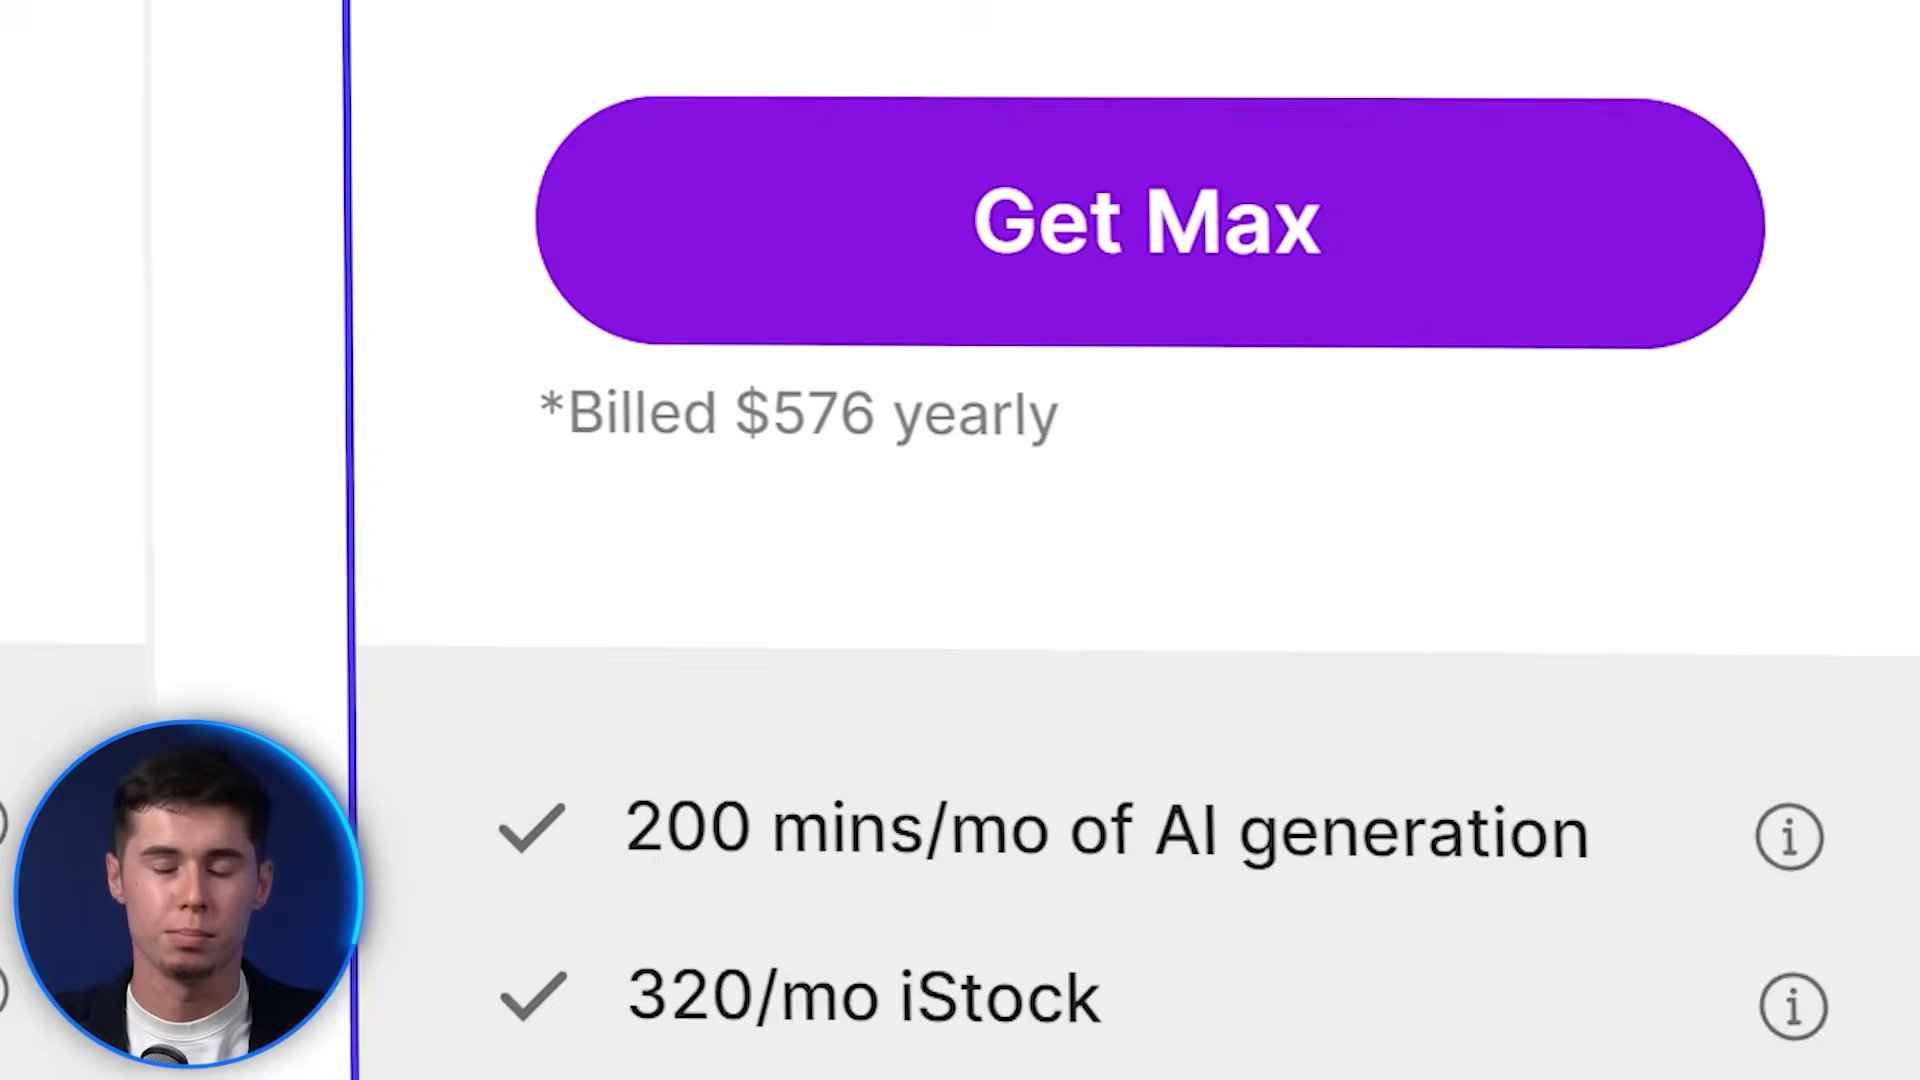 Get Max
*Billed $576 yearly
200 mins/mo of AI generation
320/mo iStock